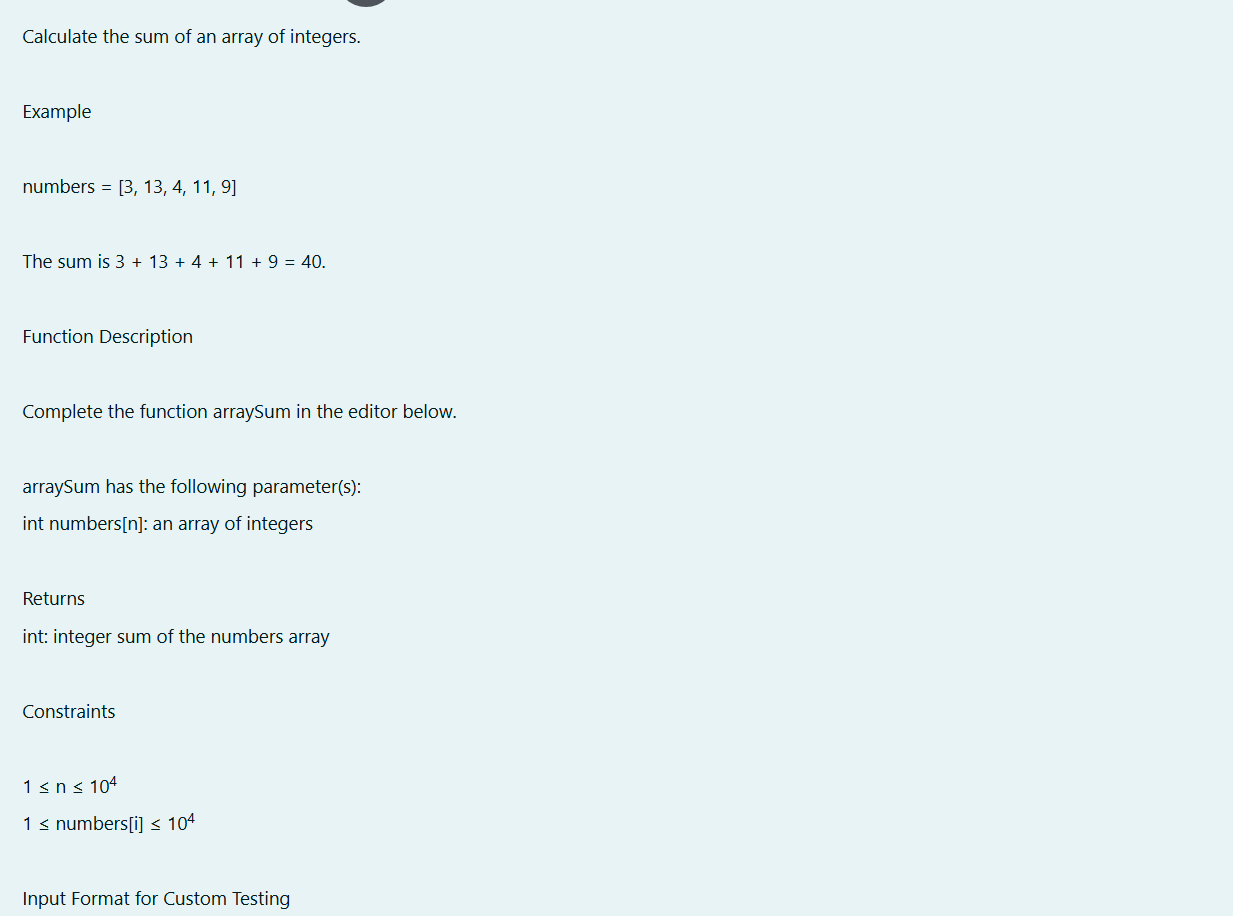 Calculate the sum of an array of integers.
Example
numbers = [3, 13, 4, 11, 9]
The sum is 3 + 13 + 4 + 11 + 9 = 40.
Function Description
Complete the function arraySum in the editor below.
arraySum has the following parameter(s):
int numbers[n]: an array of integers
Returns
int: integer sum of the numbers array
Constraints
1 ≤ n ≤ 10⁴
1 ≤ numbers[i] ≤ 10⁴
Input Format for Custom Testing